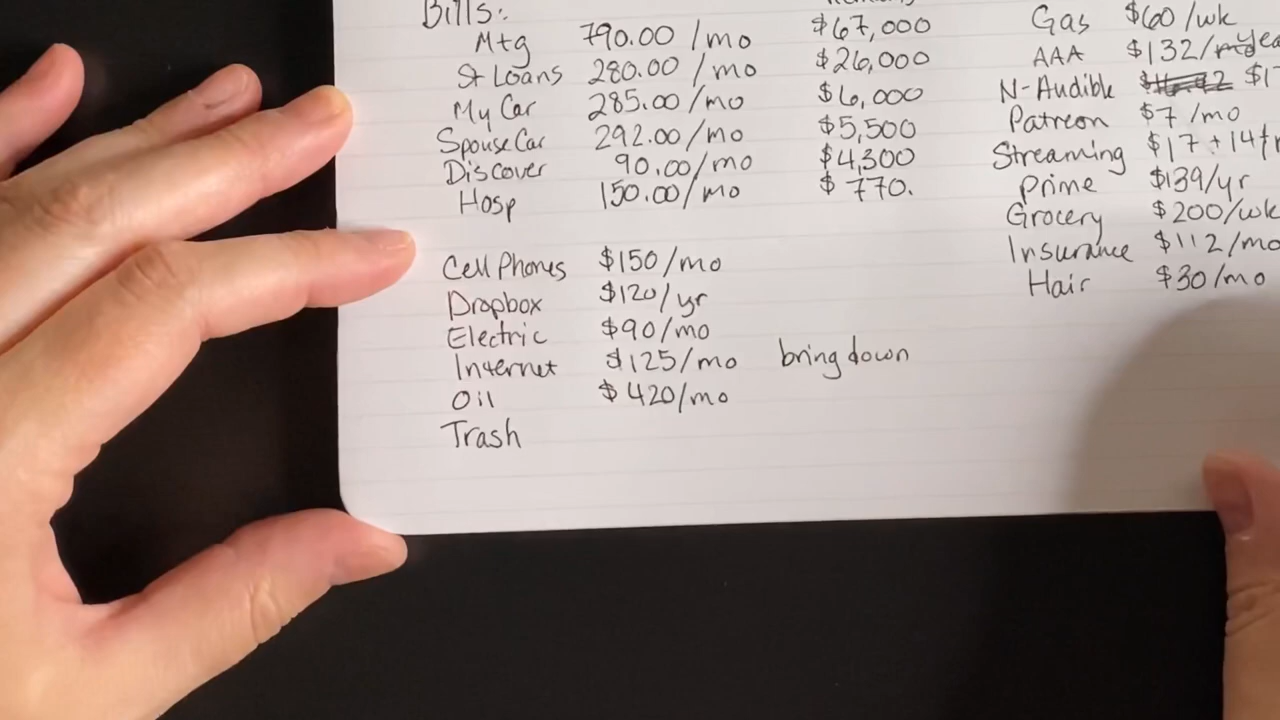 Bills:
Mtg 790.00 /mo $67,000
St Loans 280.00 /mo $26,000
My Car 285.00/mo $6,000
Spouse Car 292.00/mo $5,500
Discover 90.00/mo $4,300
Hosp 150.00/mo $770.
Cell Phones $150/mo
Dropbox $120/yr
Electric $90/mo
Internet $125/mo bring down
Oil $420/mo
Trash
Gas $60/wk
AAA $132/
N-Audible
Patreon $7/mo
Streaming $17 + 14
Prime $139/yr
Grocery $200/wk
Insurance $112/mo
Hair $30/mo